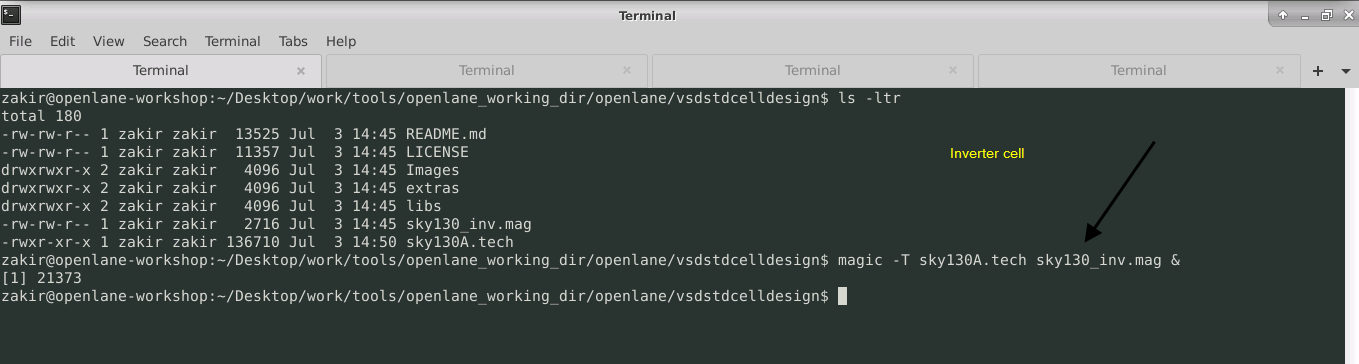 Terminal
File Edit View Search Terminal Tabs Help
Terminal × Terminal × Terminal × Terminal × +
zakir@openlane-workshop:~/Desktop/work/tools/openlane_working_dir/openlane/vsdstdcelldesign$ ls -ltr
total 180
-rw-rw-r-- 1 zakir zakir  13525 Jul  3 14:45 README.md
-rw-rw-r-- 1 zakir zakir  11357 Jul  3 14:45 LICENSE
Inverter cell
drwxrwxr-x 2 zakir zakir   4096 Jul  3 14:45 Images
drwxrwxr-x 2 zakir zakir   4096 Jul  3 14:45 extras
drwxrwxr-x 2 zakir zakir   4096 Jul  3 14:45 libs
-rw-rw-r-- 1 zakir zakir   2716 Jul  3 14:45 sky130_inv.mag
-rwxr-xr-x 1 zakir zakir 136710 Jul  3 14:50 sky130A.tech
zakir@openlane-workshop:~/Desktop/work/tools/openlane_working_dir/openlane/vsdstdcelldesign$ magic -T sky130A.tech sky130_inv.mag &
[1] 21373
zakir@openlane-workshop:~/Desktop/work/tools/openlane_working_dir/openlane/vsdstdcelldesign$